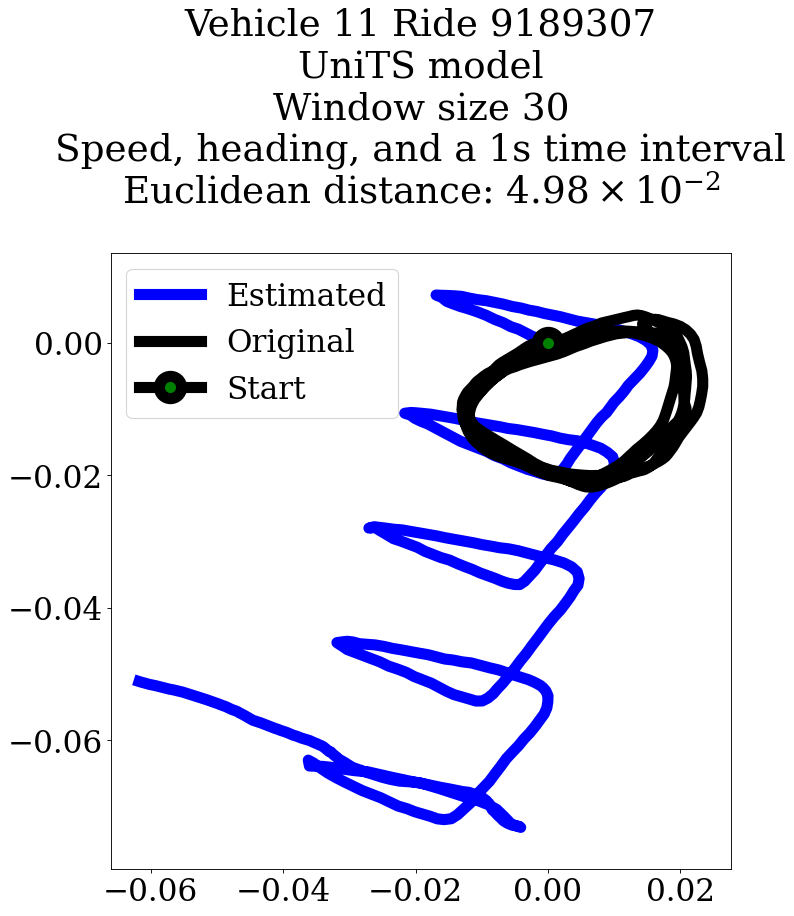 Vehicle 11 Ride 9189307
UniTS model
Window size 30
Speed, heading, and a 1s time interval
Euclidean distance: 4.98 × 10⁻²
Estimated
Original
Start
0.00
−0.02
−0.04
−0.06
−0.06 −0.04 −0.02 0.00 0.02